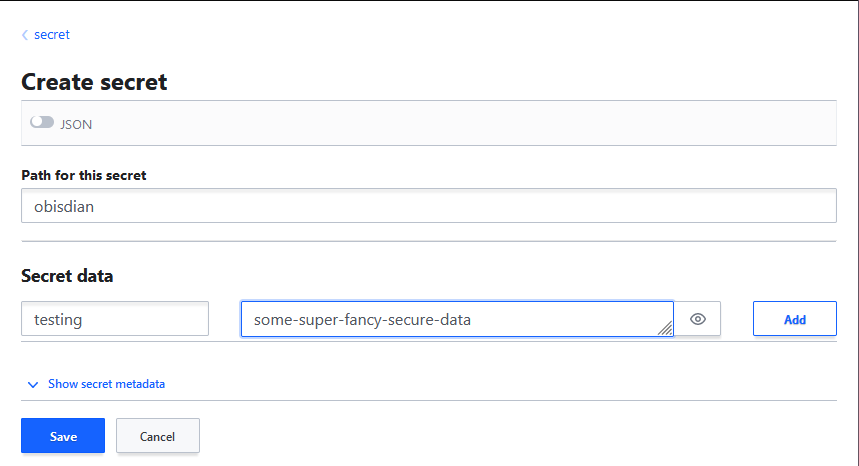 secret
Create secret
JSON
Path for this secret
obisdian
Secret data
testing some-super-fancy-secure-data Add
Show secret metadata
Save Cancel